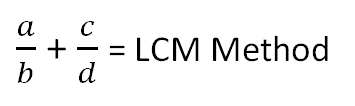 a/b + c/d = LCM Method